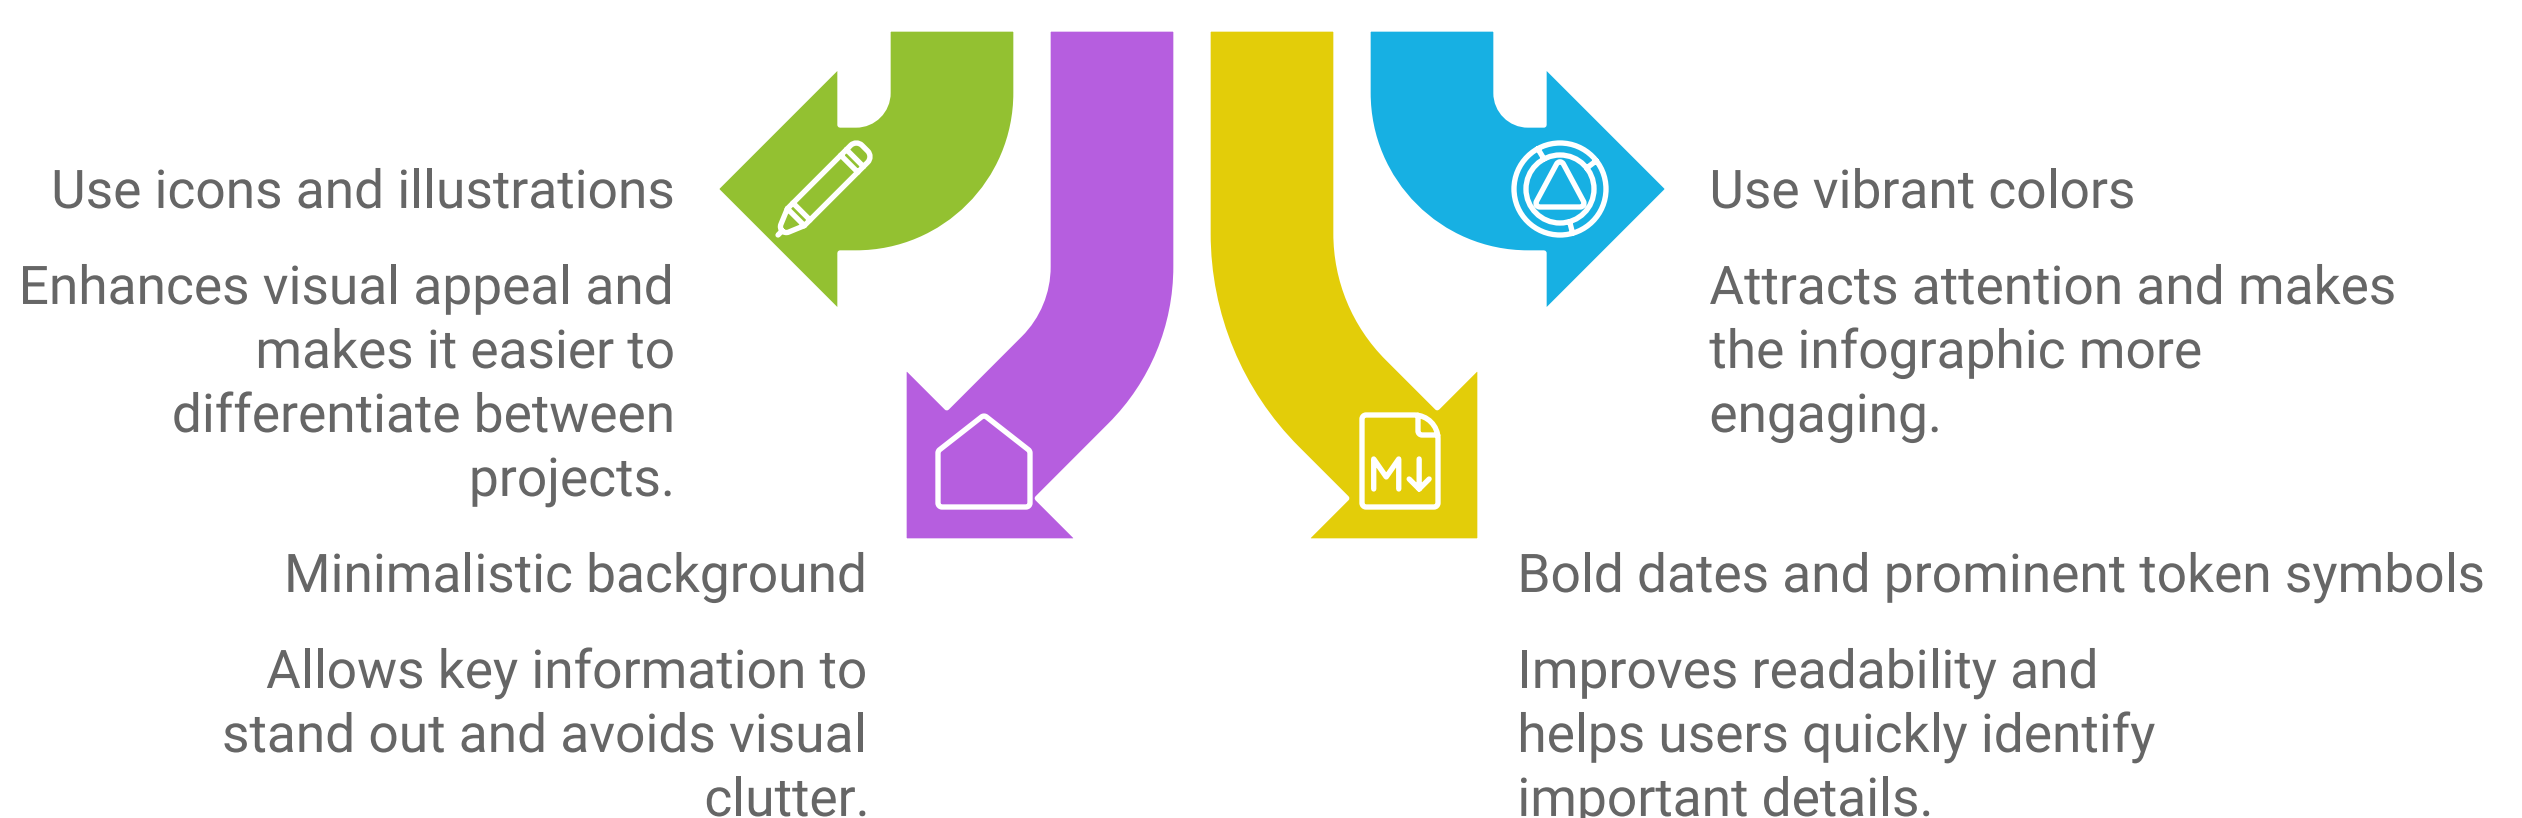 Use icons and illustrations
Enhances visual appeal and
makes it easier to
differentiate between
projects.
Use vibrant colors
Attracts attention and makes
the infographic more
engaging.
M
Minimalistic background
Allows key information to
stand out and avoids visual
clutter.
Bold dates and prominent token symbols
Improves readability and
helps users quickly identify
important details.